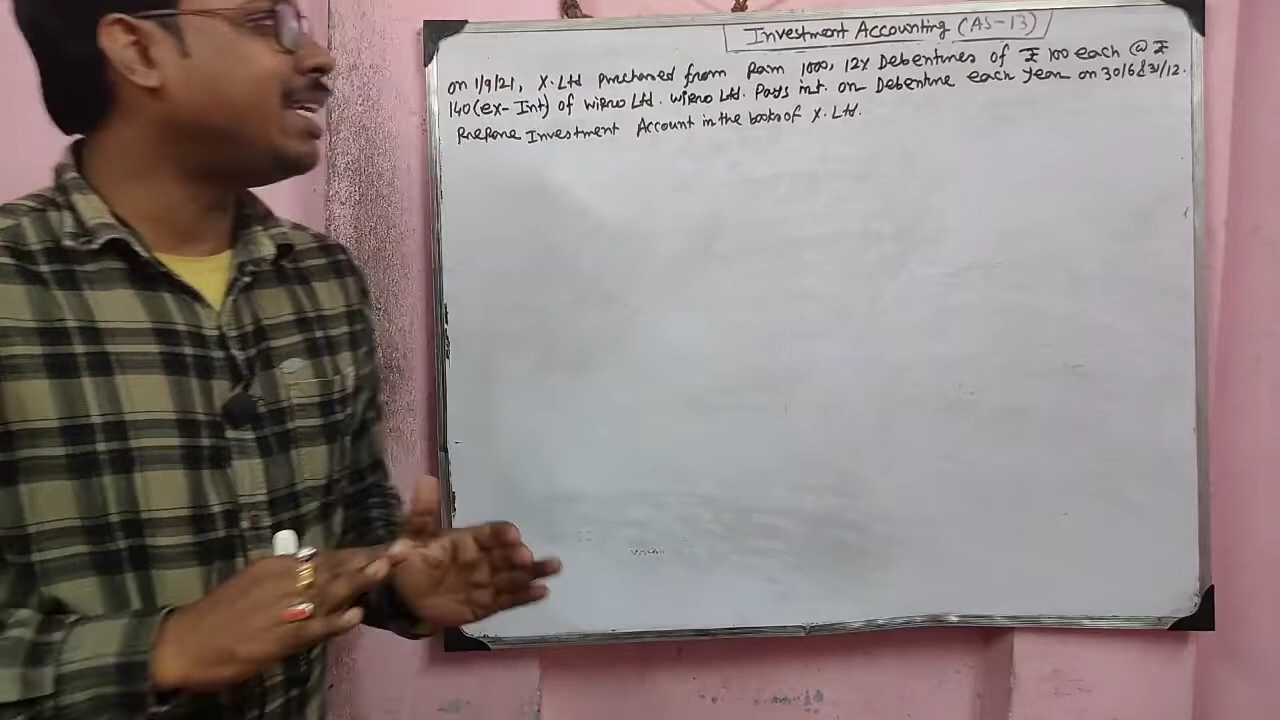 Investment Accounting (AS-13)
on 1/9/21, X.Ltd purchased from Ram 1000, 12% Debentures of ₹ 100 each @ ₹
140 (ex-Int) of Wipro Ltd. Wipro Ltd. Pays int. on Debenture each year on 30/6 & 31/12.
Prepare Investment Account in the books of X.Ltd.